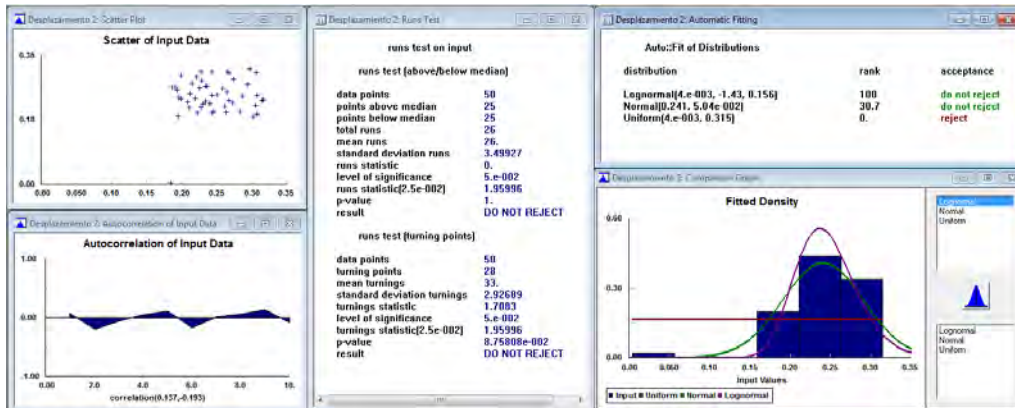 Desplazamiento 2: Scatter Plot
Scatter of Input Data
0.35
0.18
0.00
0.00 0.05 0.10 0.15 0.20 0.25 0.30 0.35
Desplazamiento 2: Autocorrelation of Input Data
Autocorrelation of Input Data
1.00
0.00
-1.00
0.00 2.0 4.0 6.0 8.0 10.
correlation(0.137,-0.193)
Desplazamiento 2: Runs Test
runs test on input
runs test (above/below median)
data points 50
points above median 25
points below median 25
total runs 26
mean runs 26.
standard deviation runs 3.49927
runs statistic 0.
level of significance 5.e-002
runs statistic(2.5e-002) 1.95996
p-value 1.
result DO NOT REJECT
runs test (turning points)
data points 50
turning points 28
mean turnings 33.
standard deviation turnings 2.92689
turnings statistic 1.7083
level of significance 5.e-002
turnings statistic(2.5e-002) 1.95996
p-value 8.75808e-002
result DO NOT REJECT
Desplazamiento 2: Automatic Fitting
Auto::Fit of Distributions
distribution rank acceptance
Lognormal(4.e-003, -1.43, 0.156) 100 do not reject
Normal(0.241, 5.04e-002) 30.7 do not reject
Uniform(4.e-003, 0.315) 0. reject
Desplazamiento 2: Comparison Graph
Fitted Density
0.60
0.30
0.00
0.00 0.050 0.10 0.15 0.20 0.25 0.30 0.35
Input Values
Input Uniform Normal Lognormal
Lognormal
Normal
Uniform
Lognormal
Normal
Uniform